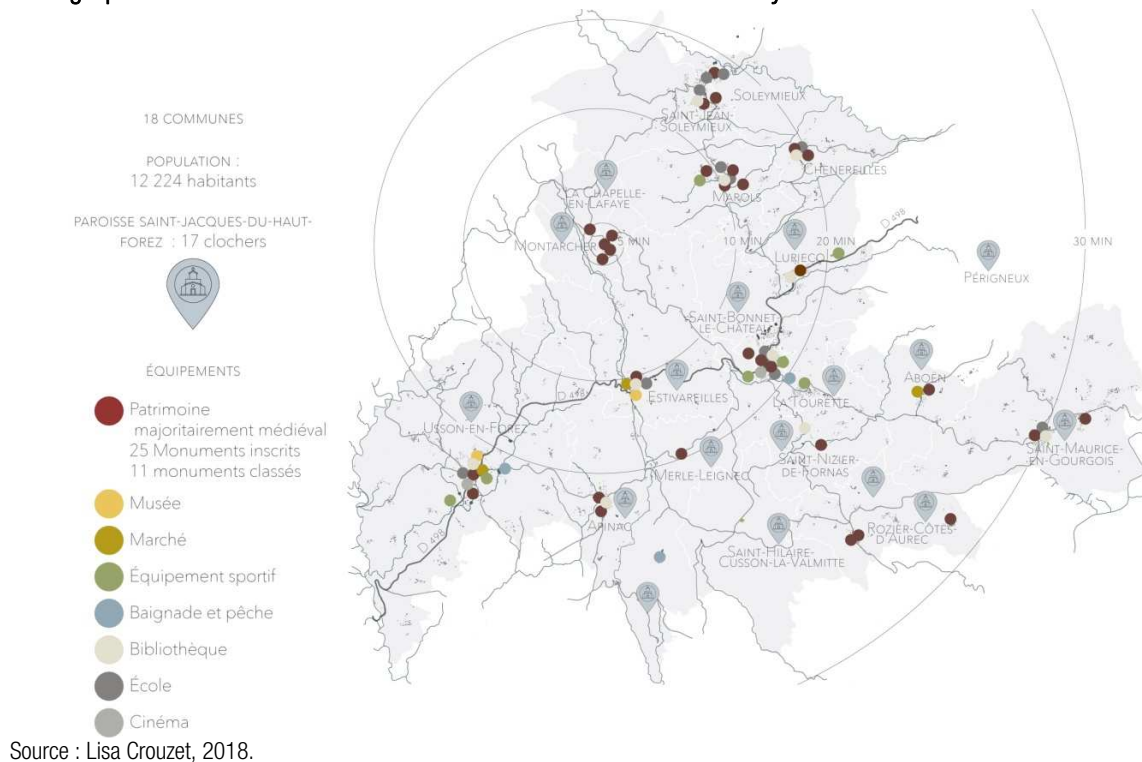 18 COMMUNES
POPULATION :
12 224 habitants
PAROISSE SAINT-JACQUES-DU-HAUT-
FOREZ : 17 clochers
ÉQUIPEMENTS
Patrimoine
majoritairement médiéval
25 Monuments inscrits
11 monuments classés
Musée
Marché
Équipement sportif
Baignade et pêche
Bibliothèque
École
Cinéma
SOLEYMIEUX
SAINT-JEAN-
SOLEYMIEUX
CHENEREILLES
LA CHAPELLE-
EN-LAFAYE
MAROLS
MONTARCHER
5 MIN
10 MIN
20 MIN
30 MIN
D 498
LURIECQ
PÉRIGNEUX
SAINT-BONNET-
LE-CHÂTEAU
ABOËN
ESTIVAREILLES
LA TOURETTE
D 498
USSON-EN-FOREZ
SAINT-MAURICE-
EN-GOURGOIS
SAINT-NIZIER-
DE-FORNAS
MERLE-LEIGNEC
APINAC
ROZIER-CÔTES-
D'AUREC
SAINT-HILAIRE-
CUSSON-LA-VALMITTE
D 498
Source : Lisa Crouzet, 2018.